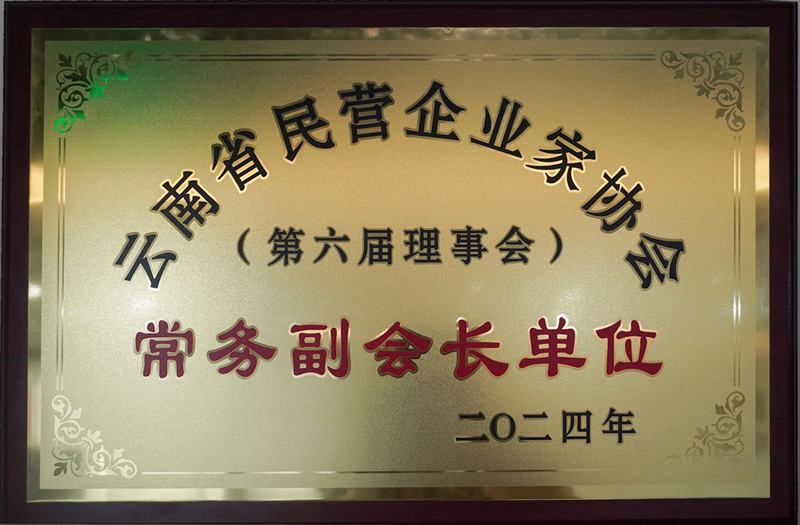 云南省民营企业家协会
（第六届理事会）
常务副会长单位
二〇二四年